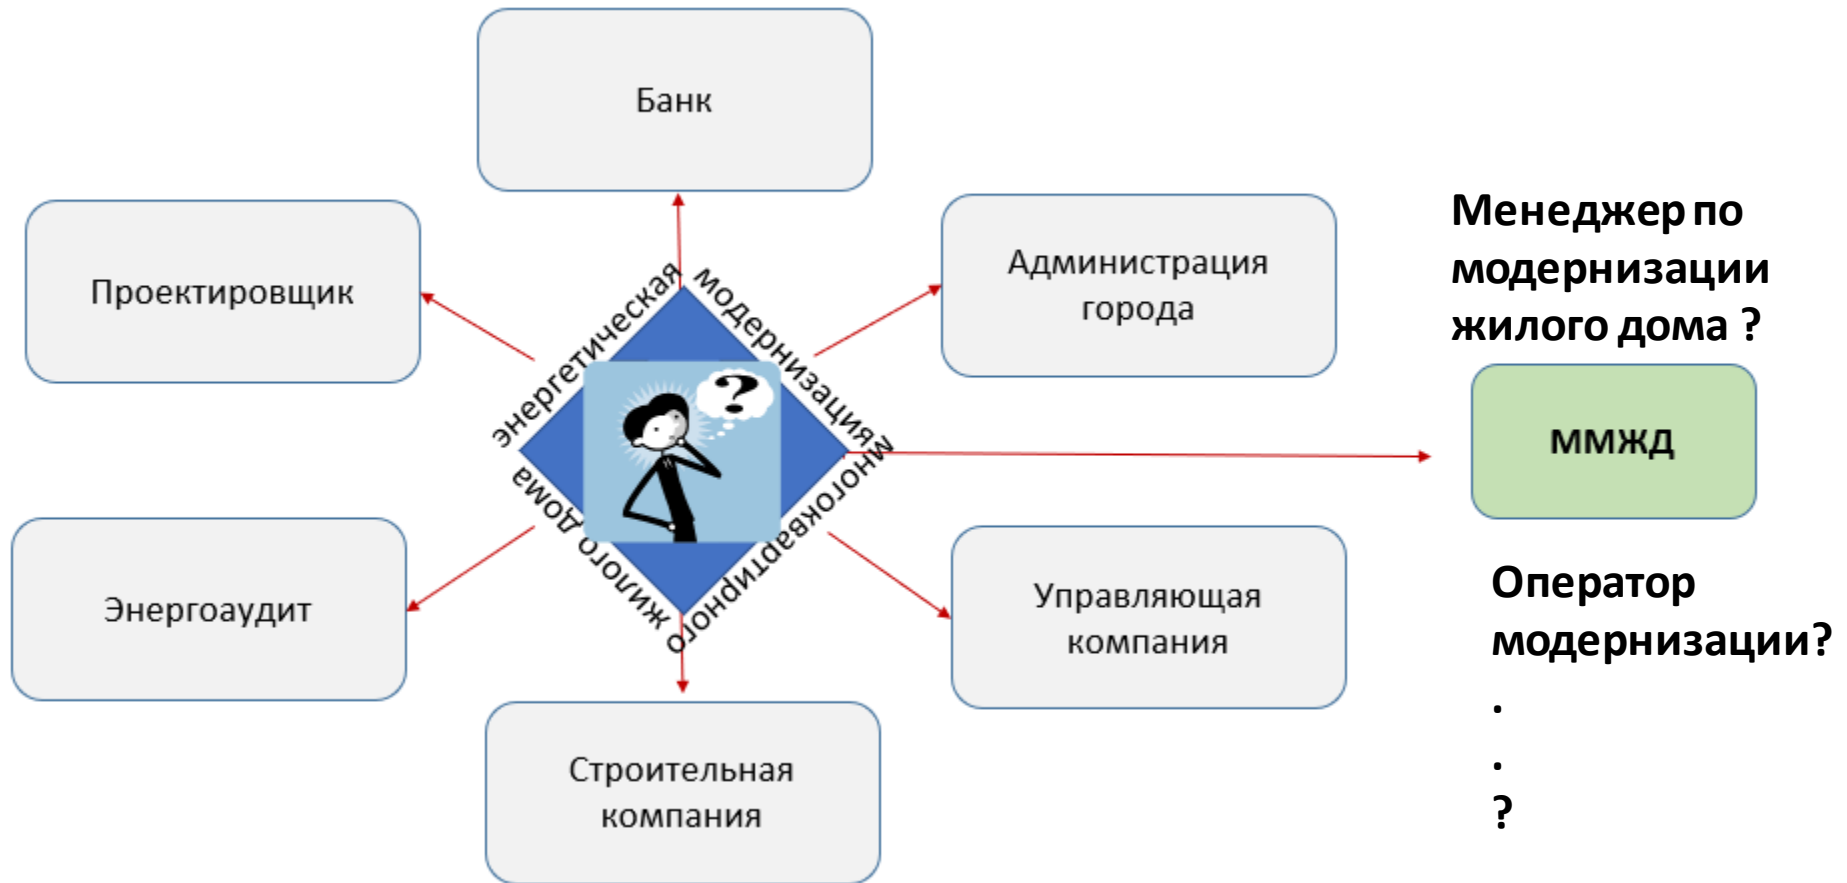 Банк
Проектировщик
Администрация
города
Менеджер по
модернизации
жилого дома ?
энергетическая
модернизация
многоквартирного
жилого дома
?
ММЖД
Энергоаудит
Управляющая
компания
Оператор
модернизации?
.
.
?
Строительная
компания